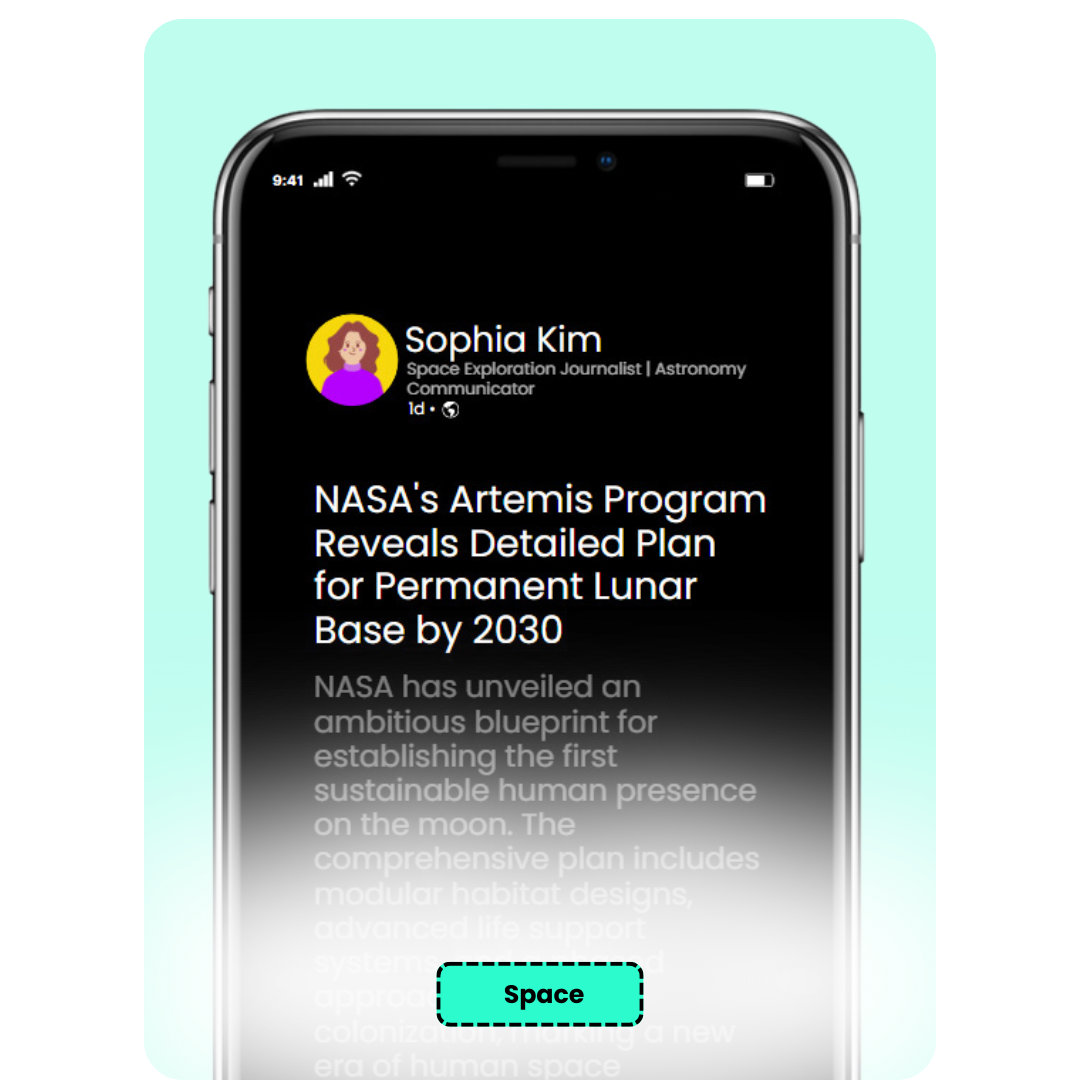 9:41
Sophia Kim
Space Exploration Journalist | Astronomy
Communicator
1d •
NASA's Artemis Program
Reveals Detailed Plan
for Permanent Lunar
Base by 2030
NASA has unveiled an
ambitious blueprint for
establishing the first
sustainable human presence
on the moon. The
comprehensive plan includes
modular habitat designs,
advanced life support
systems
Space
colonization, marking a new
era of human space